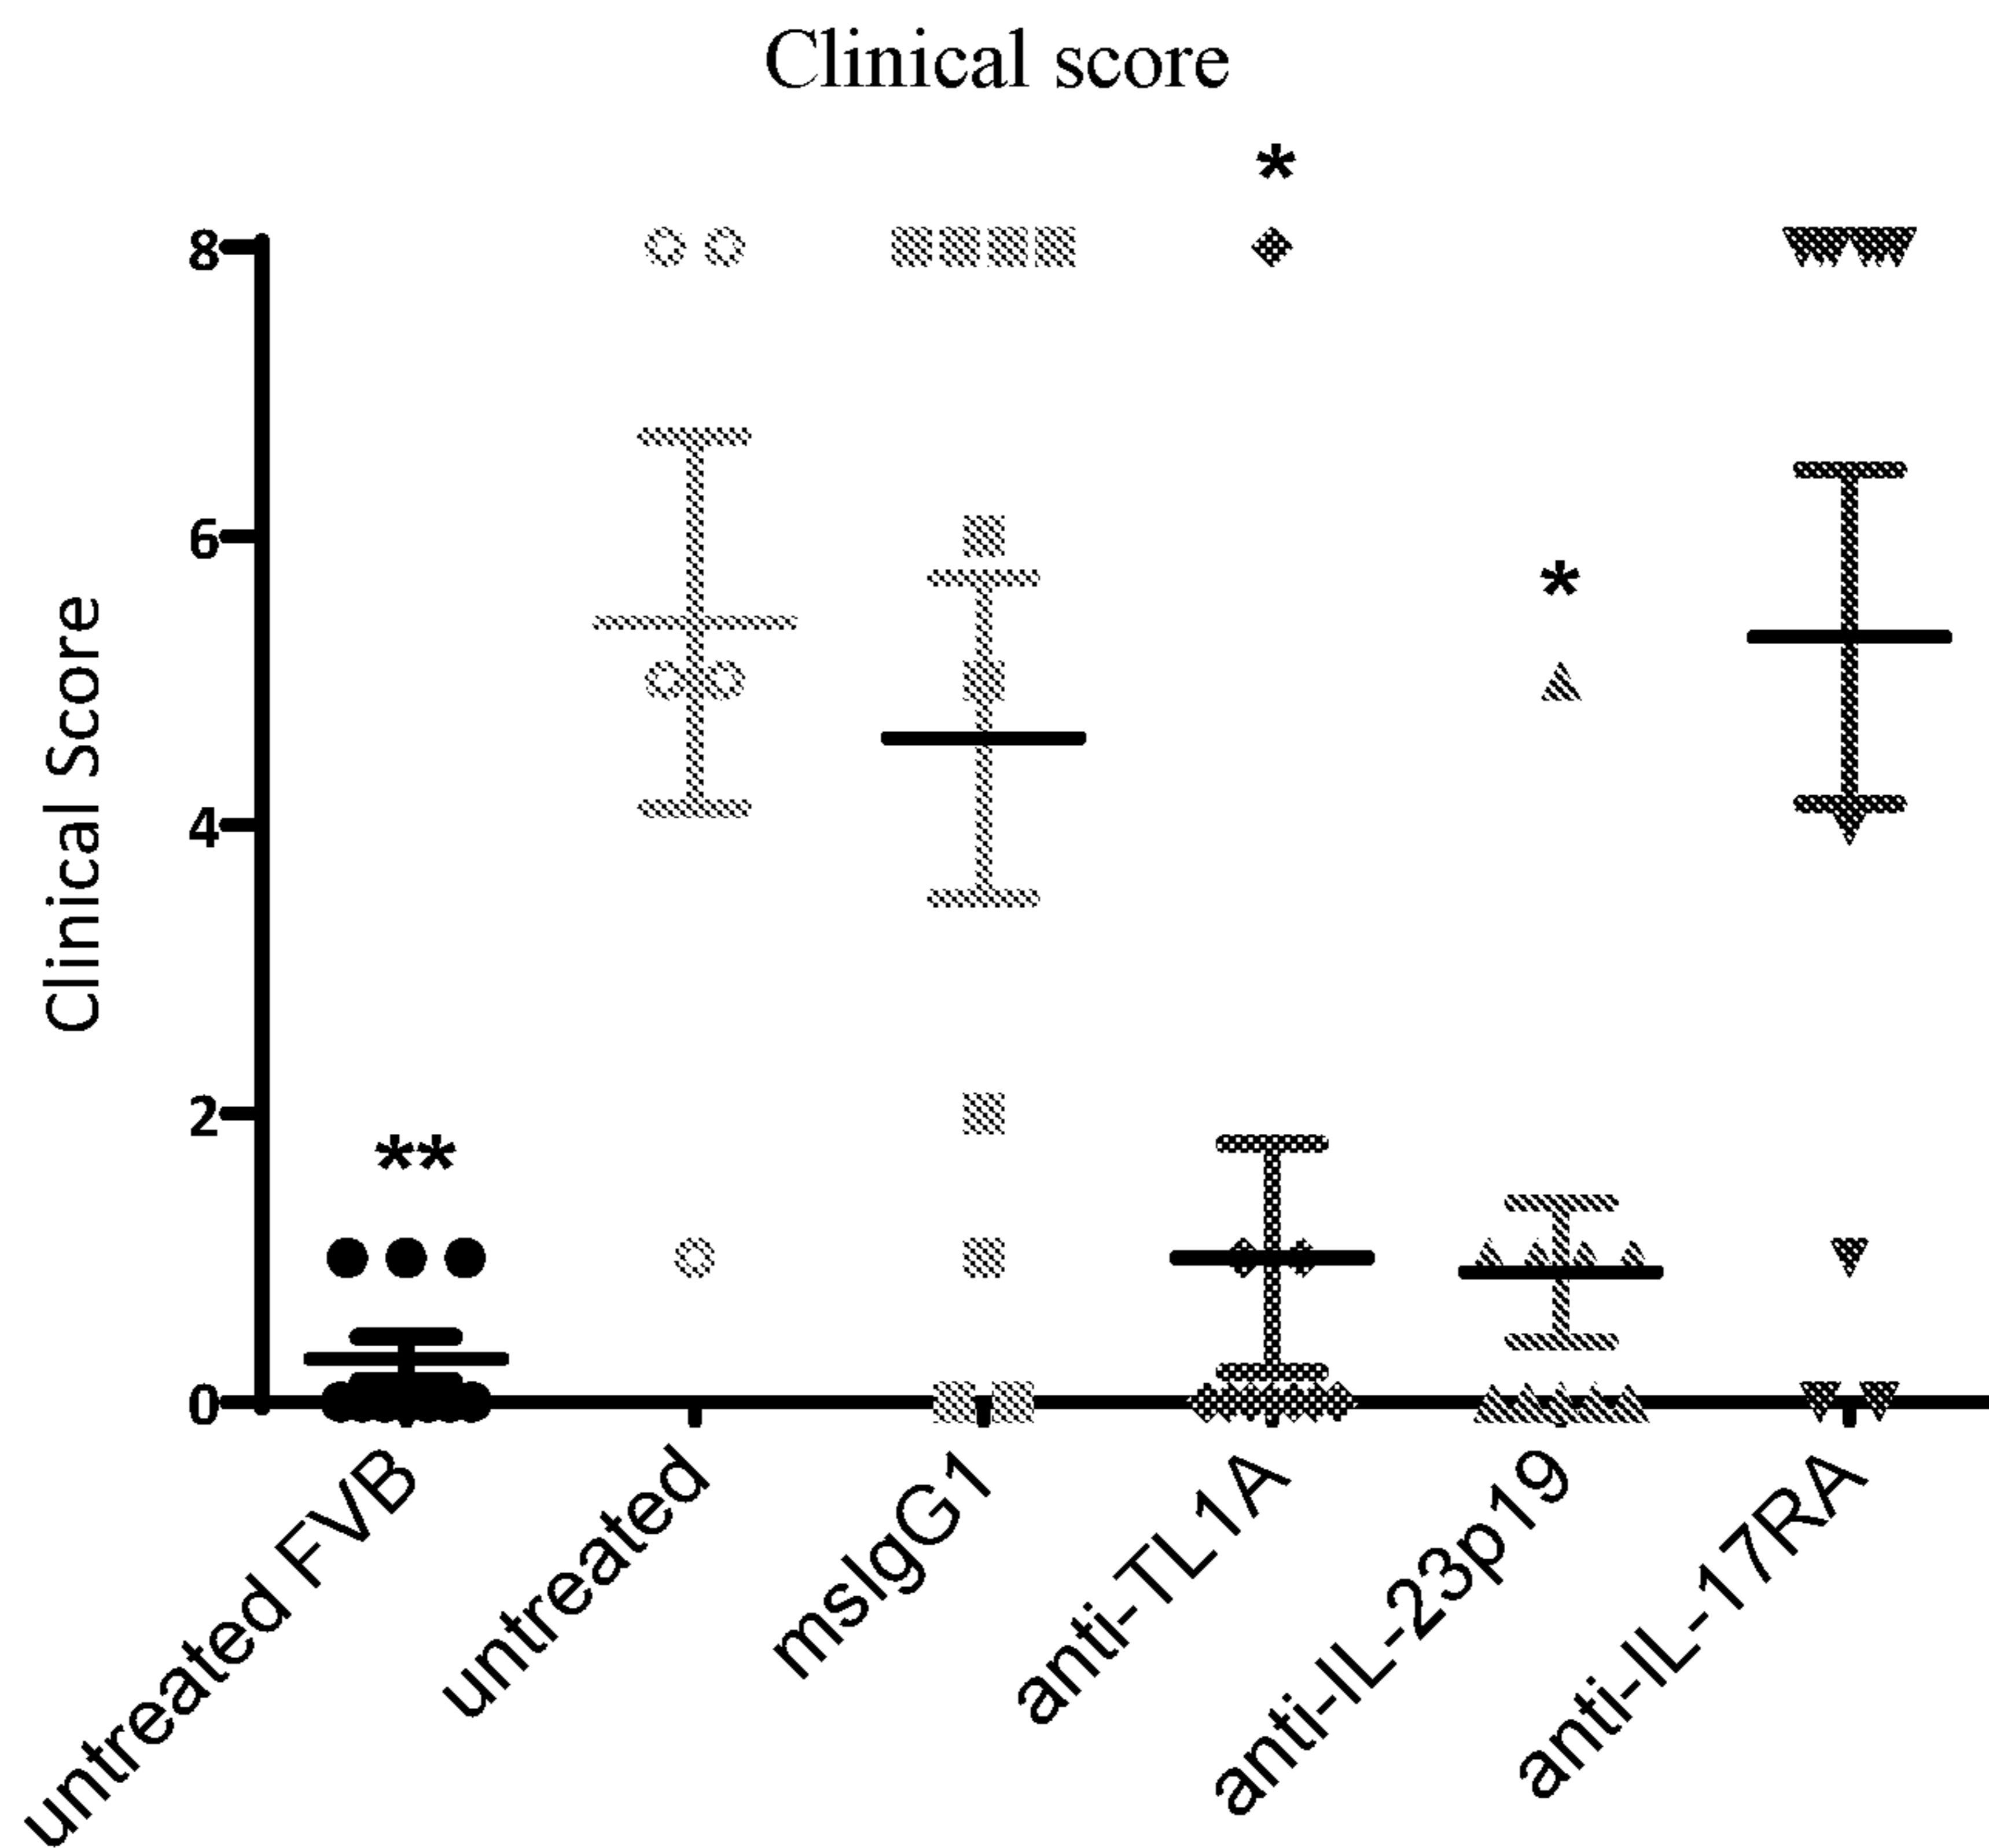 Clinical score
*
8
6
*
Clinical Score
4
2
**
0
untreated FVB
untreated
msIgG1
anti-TL1A
anti-IL-23p19
anti-IL-17RA